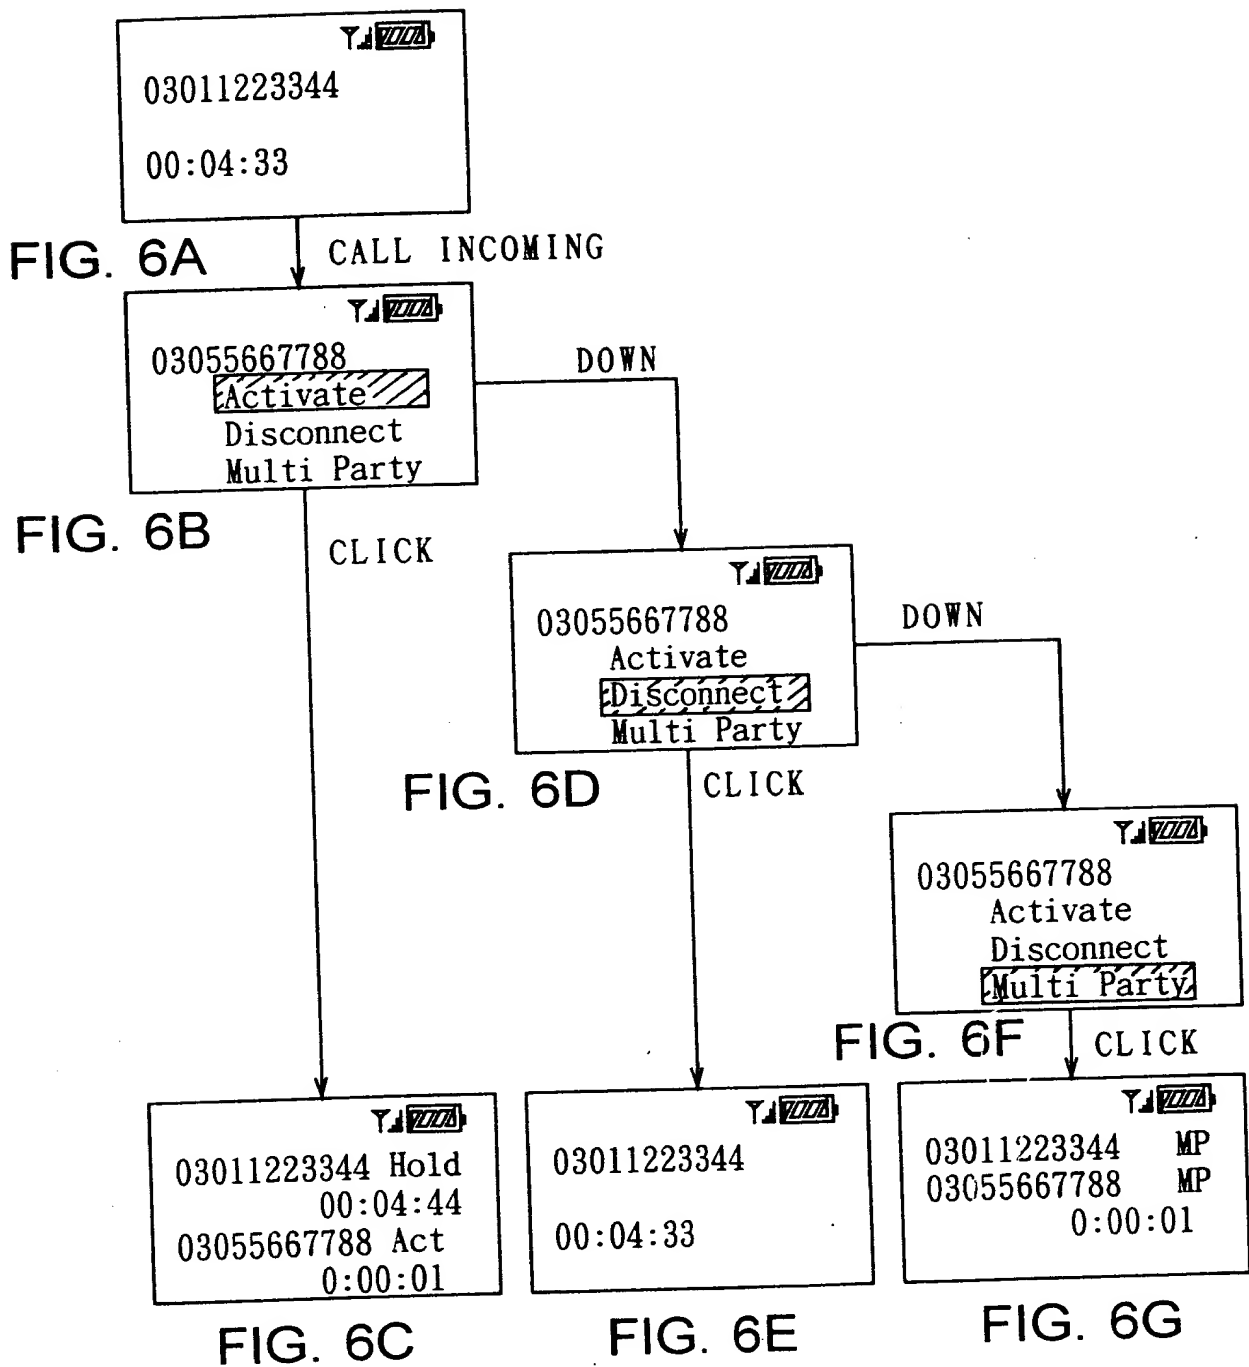 03011223344
00:04:33
FIG. 6A
CALL INCOMING
03055667788
Activate
Disconnect
Multi Party
FIG. 6B
DOWN
CLICK
03055667788
Activate
Disconnect
Multi Party
FIG. 6D
DOWN
CLICK
03055667788
Activate
Disconnect
Multi Party
FIG. 6F
CLICK
03011223344 Hold
00:04:44
03055667788 Act
0:00:01
FIG. 6C
03011223344
00:04:33
FIG. 6E
03011223344 MP
03055667788 MP
0:00:01
FIG. 6G